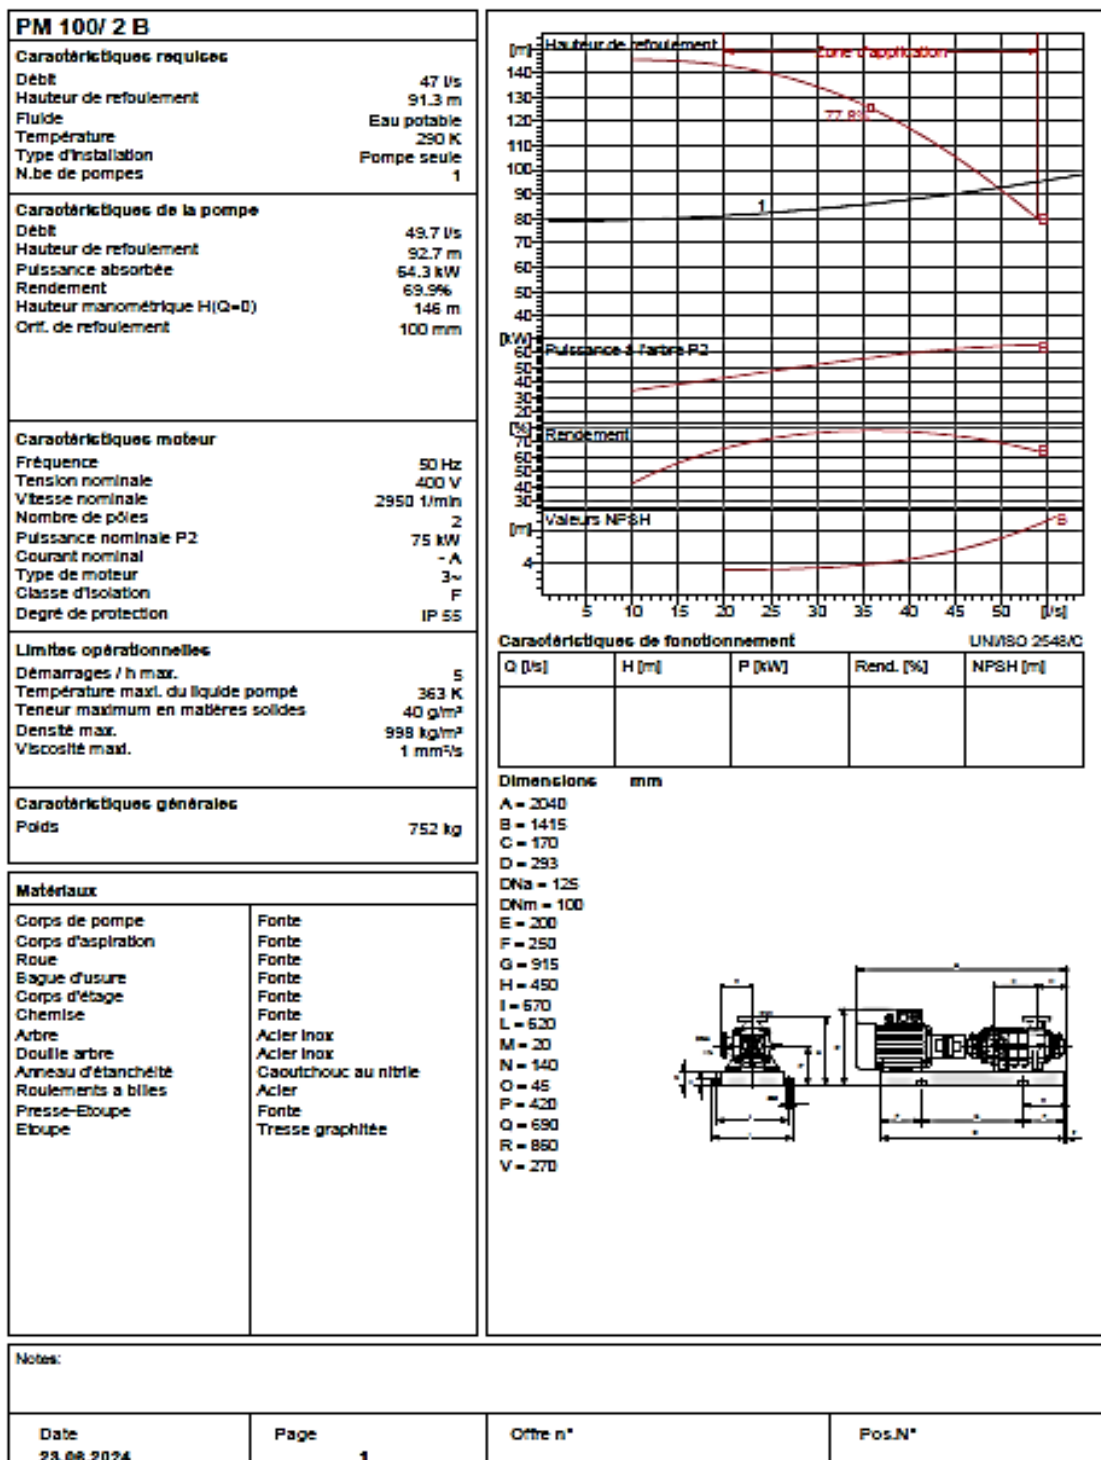 PM 100/ 2 B
Caractéristiques requises
Débit 47 l/s
Hauteur de refoulement 91.3 m
Fluide Eau potable
Température 290 K
Type d'installation Pompe seule
N.be de pompes 1
Caractéristiques de la pompe
Débit 49.7 l/s
Hauteur de refoulement 92.7 m
Puissance absorbée 64.3 kW
Rendement 69.9%
Hauteur manométrique H(Q=0) 146 m
Orif. de refoulement 100 mm
Caractéristiques moteur
Fréquence 50 Hz
Tension nominale 400 V
Vitesse nominale 2950 1/min
Nombre de pôles 2
Puissance nominale P2 75 kW
Courant nominal - A
Type de moteur 3~
Classe d'isolation F
Degré de protection IP 55
Limites opérationnelles
Démarrages / h max. 5
Température maxi. du liquide pompé 363 K
Teneur maximum en matières solides 40 g/m³
Densité max. 998 kg/m³
Viscosité maxi. 1 mm²/s
Caractéristiques générales
Poids 752 kg
Matériaux
Corps de pompe Fonte
Corps d'aspiration Fonte
Roue Fonte
Bague d'usure Fonte
Corps d'étage Fonte
Chemise Fonte
Arbre Acier inox
Douille arbre Acier inox
Anneau d'étanchéité Caoutchouc au nitrile
Roulements a billes Acier
Presse-Etoupe Fonte
Etoupe Tresse graphitée
[m] Hauteur de refoulement
Zone d'application
140
130
77.8%
120
110
100
90
1
80 B
70
60
50
40
[kW] Puissance à l'arbre P2
60 B
50
40
30
20
[%] Rendement
70
60 B
50
40
30
[m] Valeurs NPSH B
4
5 10 15 20 25 30 35 40 45 50 [l/s]
Caractéristiques de fonctionnement UNI/ISO 2548/C
Q [l/s] H [m] P [kW] Rend. [%] NPSH [m]
Dimensions mm
A = 2040
B = 1415
C = 170
D = 293
DNa = 125
DNm = 100
E = 200
F = 250
G = 915
H = 450
I = 670
L = 620
M = 20
N = 140
O = 45
P = 420
Q = 690
R = 860
V = 270
Notes:
Date Page Offre n° Pos.N°
23.06.2024 1